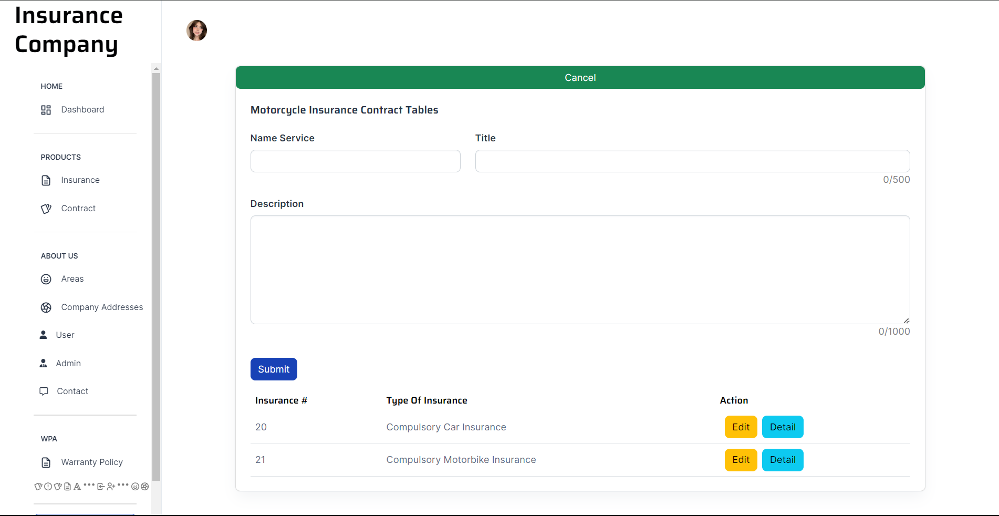 Insurance
Company
HOME
Dashboard
PRODUCTS
Insurance
Contract
ABOUT US
Areas
Company Addresses
User
Admin
Contact
WPA
Warranty Policy
Cancel
Motorcycle Insurance Contract Tables
Name Service
Title
0/500
Description
0/1000
Submit
Insurance # Type Of Insurance Action
20 Compulsory Car Insurance Edit Detail
21 Compulsory Motorbike Insurance Edit Detail